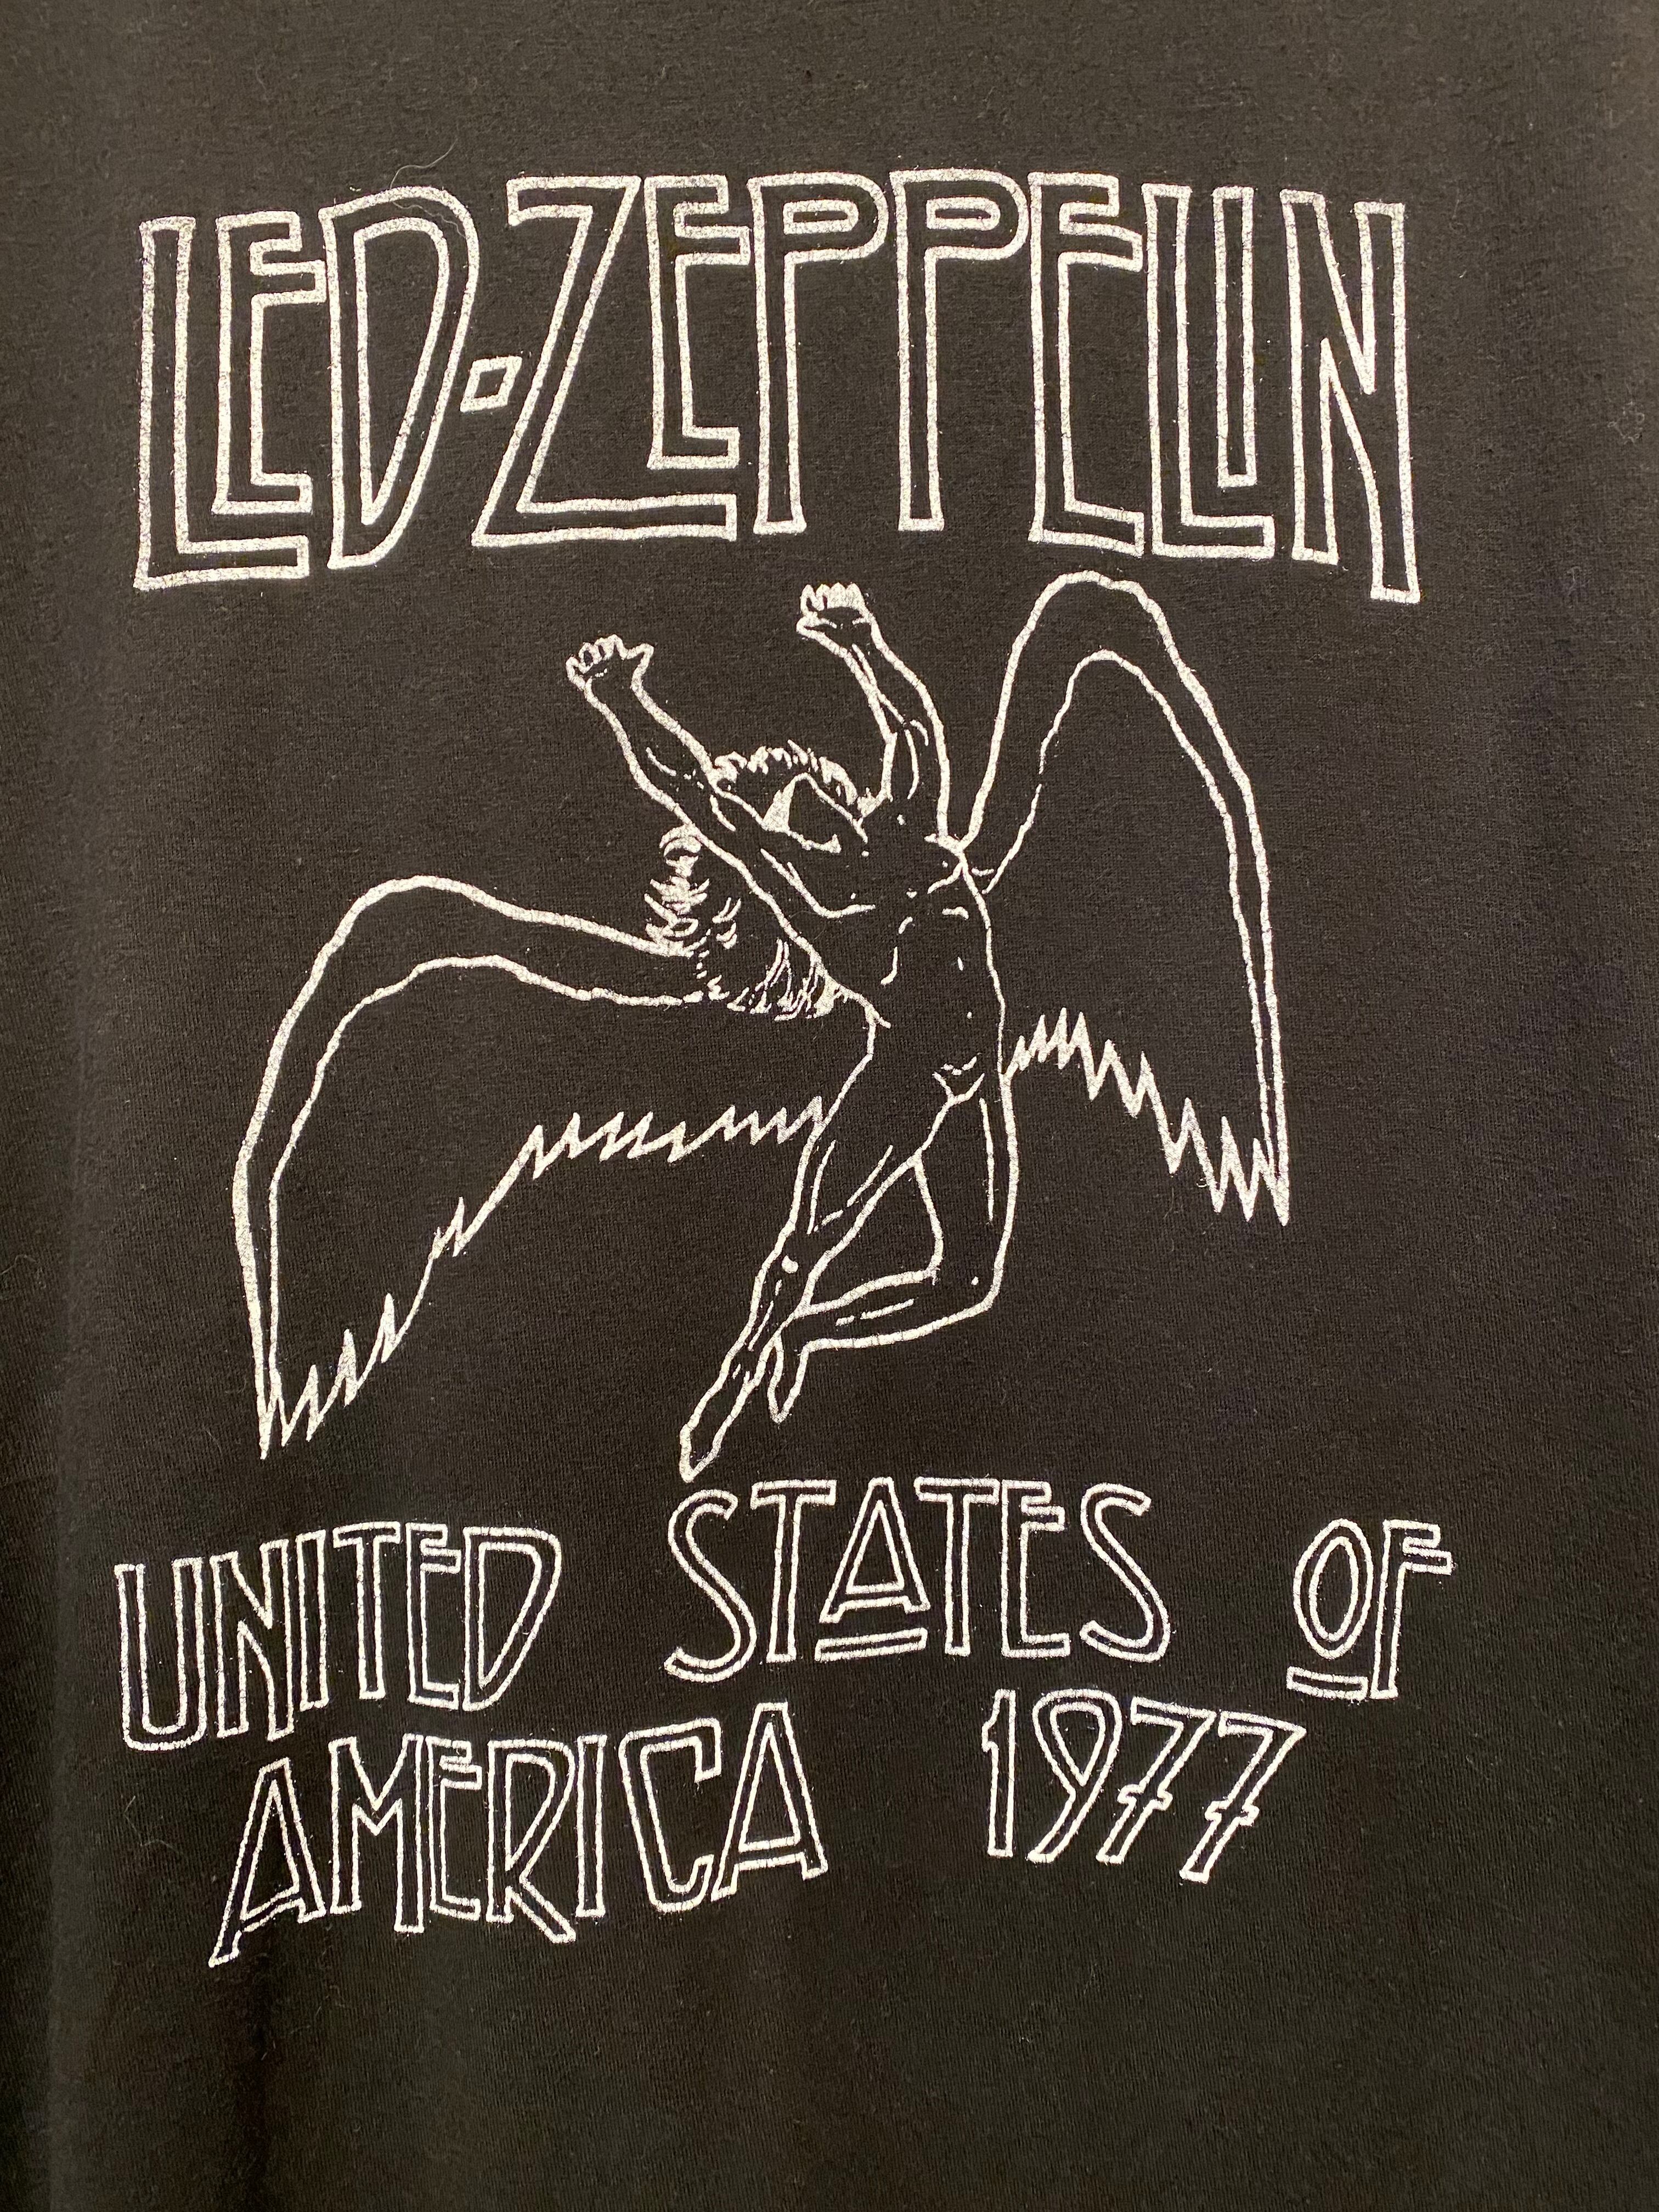 LED-ZEPPELIN
UNITED STATES OF
AMERICA 1977